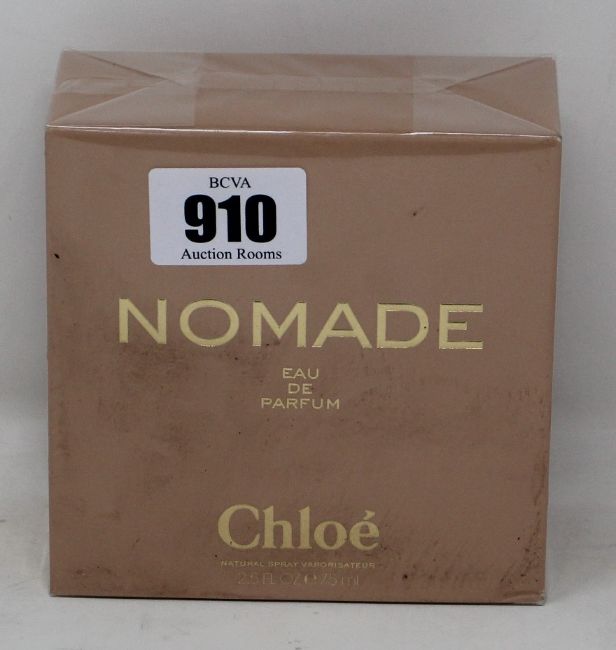 BCVA
910
Auction Rooms
NOMADE
EAU
DE
PARFUM
Chloé
NATURAL SPRAY VAPORISATEUR
2.5 FL OZ ℮ 75 ml